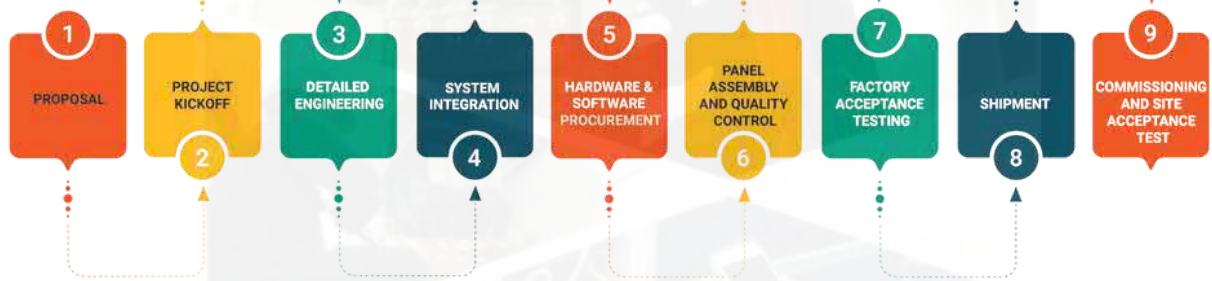 1
PROPOSAL
PROJECT
KICKOFF
2
3
DETAILED
ENGINEERING
SYSTEM
INTEGRATION
4
5
HARDWARE &
SOFTWARE
PROCUREMENT
PANEL
ASSEMBLY
AND QUALITY
CONTROL
6
7
FACTORY
ACCEPTANCE
TESTING
SHIPMENT
8
9
COMMISSIONING
AND SITE
ACCEPTANCE
TEST